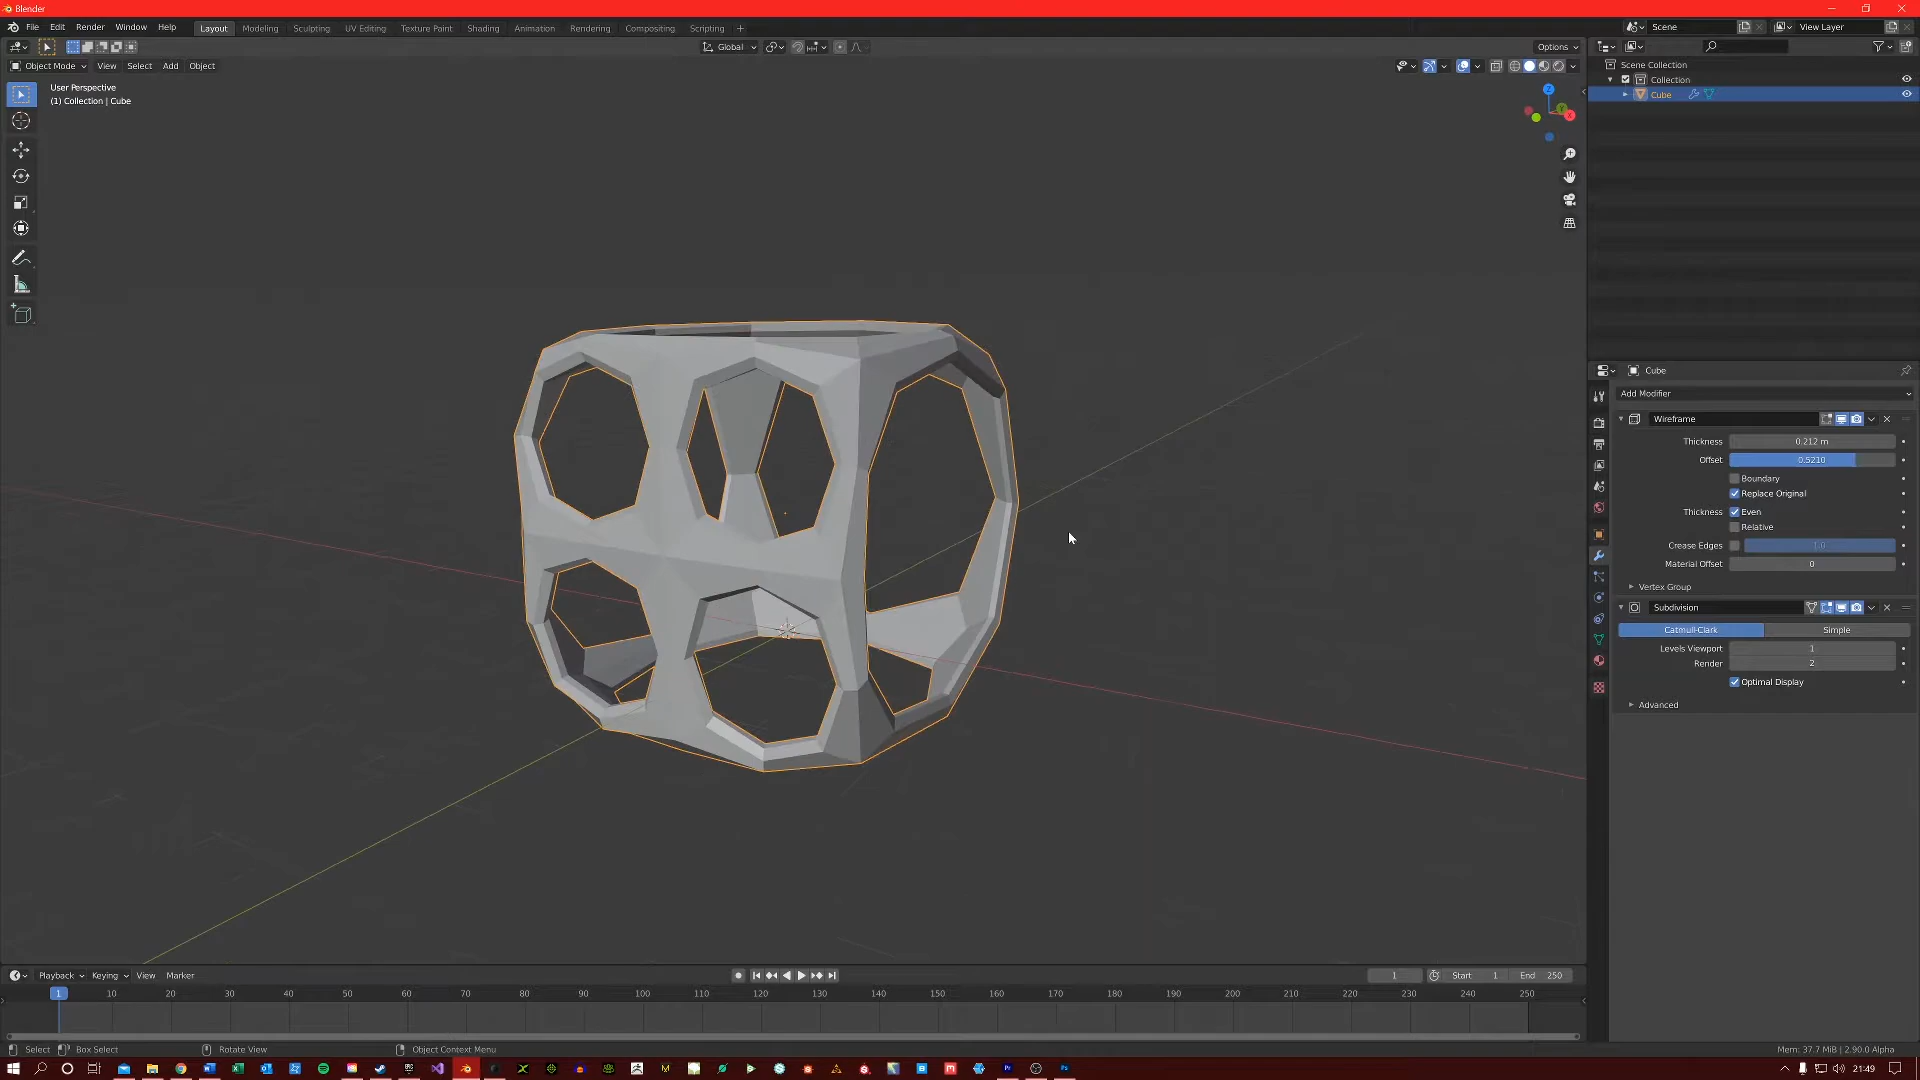 Blender
File Edit Render Window Help
Layout Modeling Sculpting UV Editing Texture Paint Shading Animation Rendering Compositing Scripting +
Scene
View Layer
Global
Options
Object Mode View Select Add Object
User Perspective
(1) Collection | Cube
Z
Y
X
Scene Collection
Collection
Cube
Cube
Add Modifier
Wireframe
Thickness 0.212 m
Offset 0.5210
Boundary
Replace Original
Thickness Even
Relative
Crease Edges 1.0
Material Offset 0
Vertex Group
Subdivision
Catmull-Clark Simple
Levels Viewport 1
Render 2
Optimal Display
Advanced
Playback Keying View Marker
1 Start 1 End 250
1 10 20 30 40 50 60 70 80 90 100 110 120 130 140 150 160 170 180 190 200 210 220 230 240 250
Select Box Select Rotate View Object Context Menu
Mem: 37.7 MiB | 2.90.0 Alpha
21:49